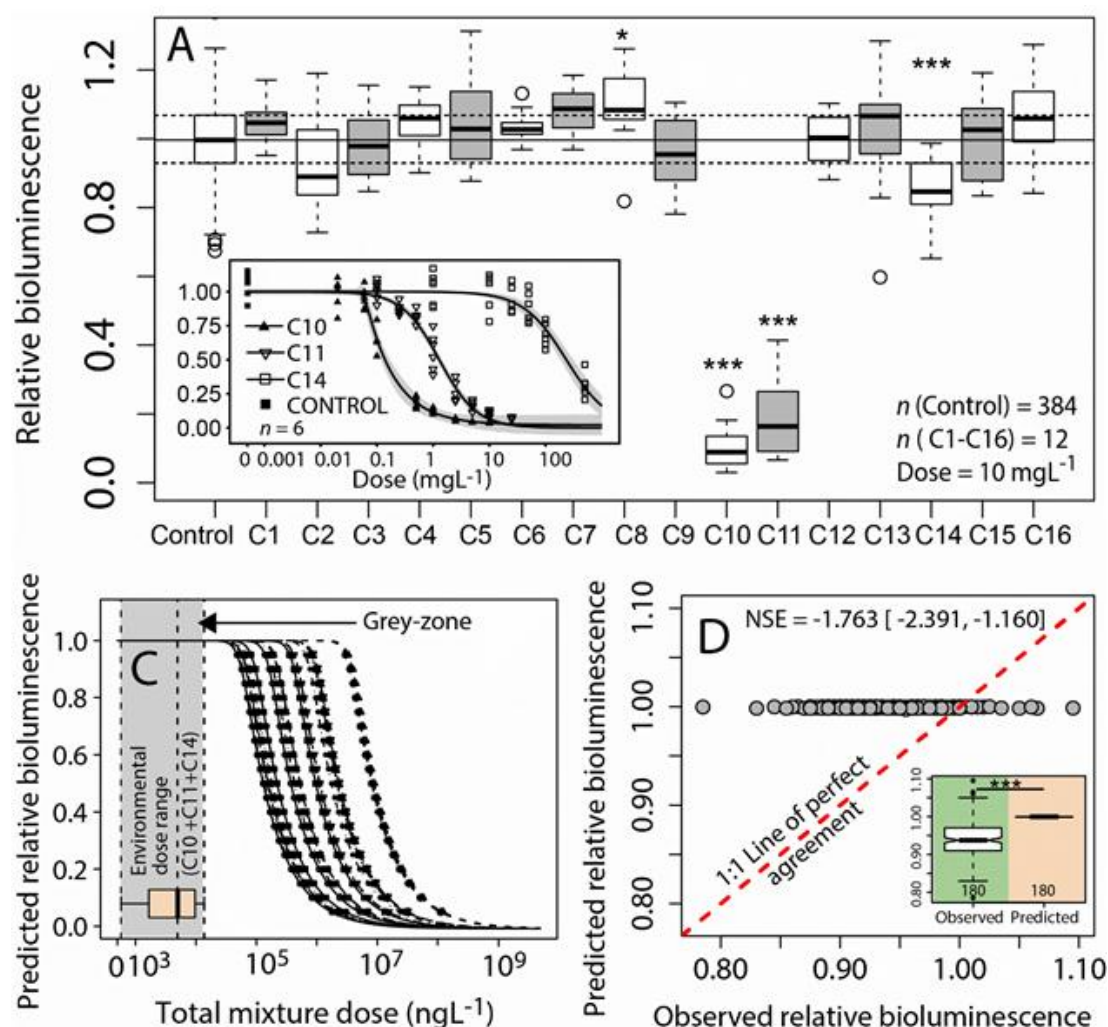 A
Relative bioluminescence
1.2
0.8
0.4
0.0
*
***
***
***
1.00
0.75
0.50
0.25
0.00
C10
C11
C14
CONTROL
n = 6
0 0.001 0.01 0.1 1 10 100
Dose (mgL-1)
n (Control) = 384
n ( C1-C16) = 12
Dose = 10 mgL-1
Control C1 C2 C3 C4 C5 C6 C7 C8 C9 C10 C11 C12 C13 C14 C15 C16
C
Predicted relative bioluminescence
1.0
0.8
0.6
0.4
0.2
0.0
Grey-zone
Environmental
dose range
(C10 +C11+C14)
0 10³ 10⁵ 10⁷ 10⁹
Total mixture dose (ngL-1)
D
Predicted relative bioluminescence
1.10
1.00
0.90
0.80
NSE = -1.763 [ -2.391, -1.160]
1:1 Line of perfect
agreement
1.10
1.00
0.90
0.80
***
180 180
Observed Predicted
0.80 0.90 1.00 1.10
Observed relative bioluminescence